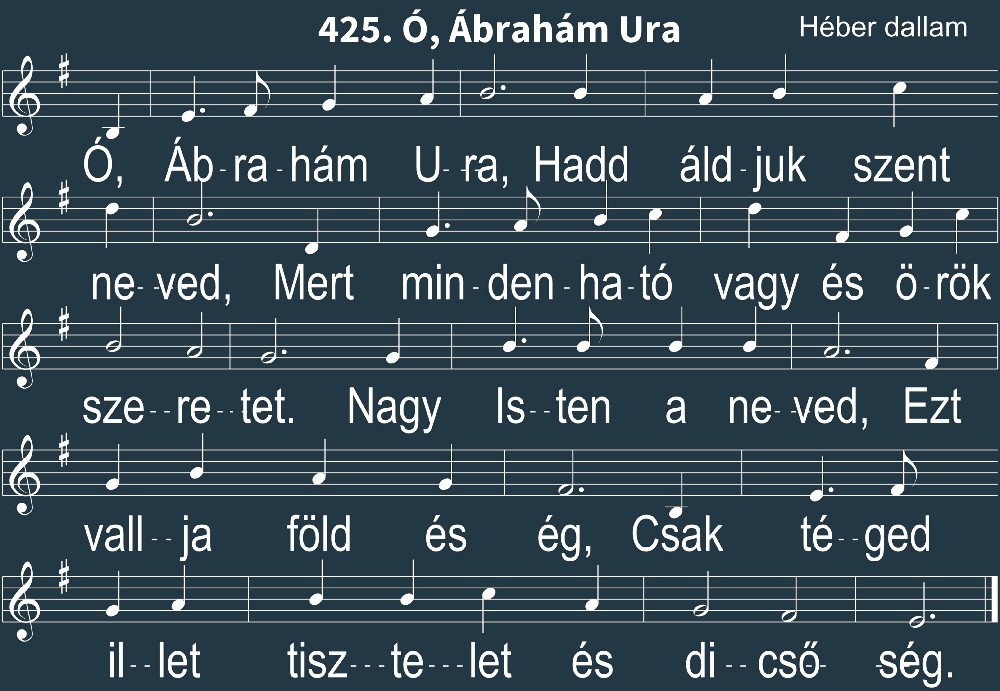 425. Ó, Ábrahám Ura
Héber dallam
Ó, Áb-ra-hám U--ra, Hadd áld-juk szent
ne--ved, Mert min-den-ha-tó vagy és ö-rök
sze--re--tet. Nagy Is--ten a ne--ved, Ezt
vall--ja föld és ég, Csak té--ged
il--let tisz---te---let és di--cső--ség.